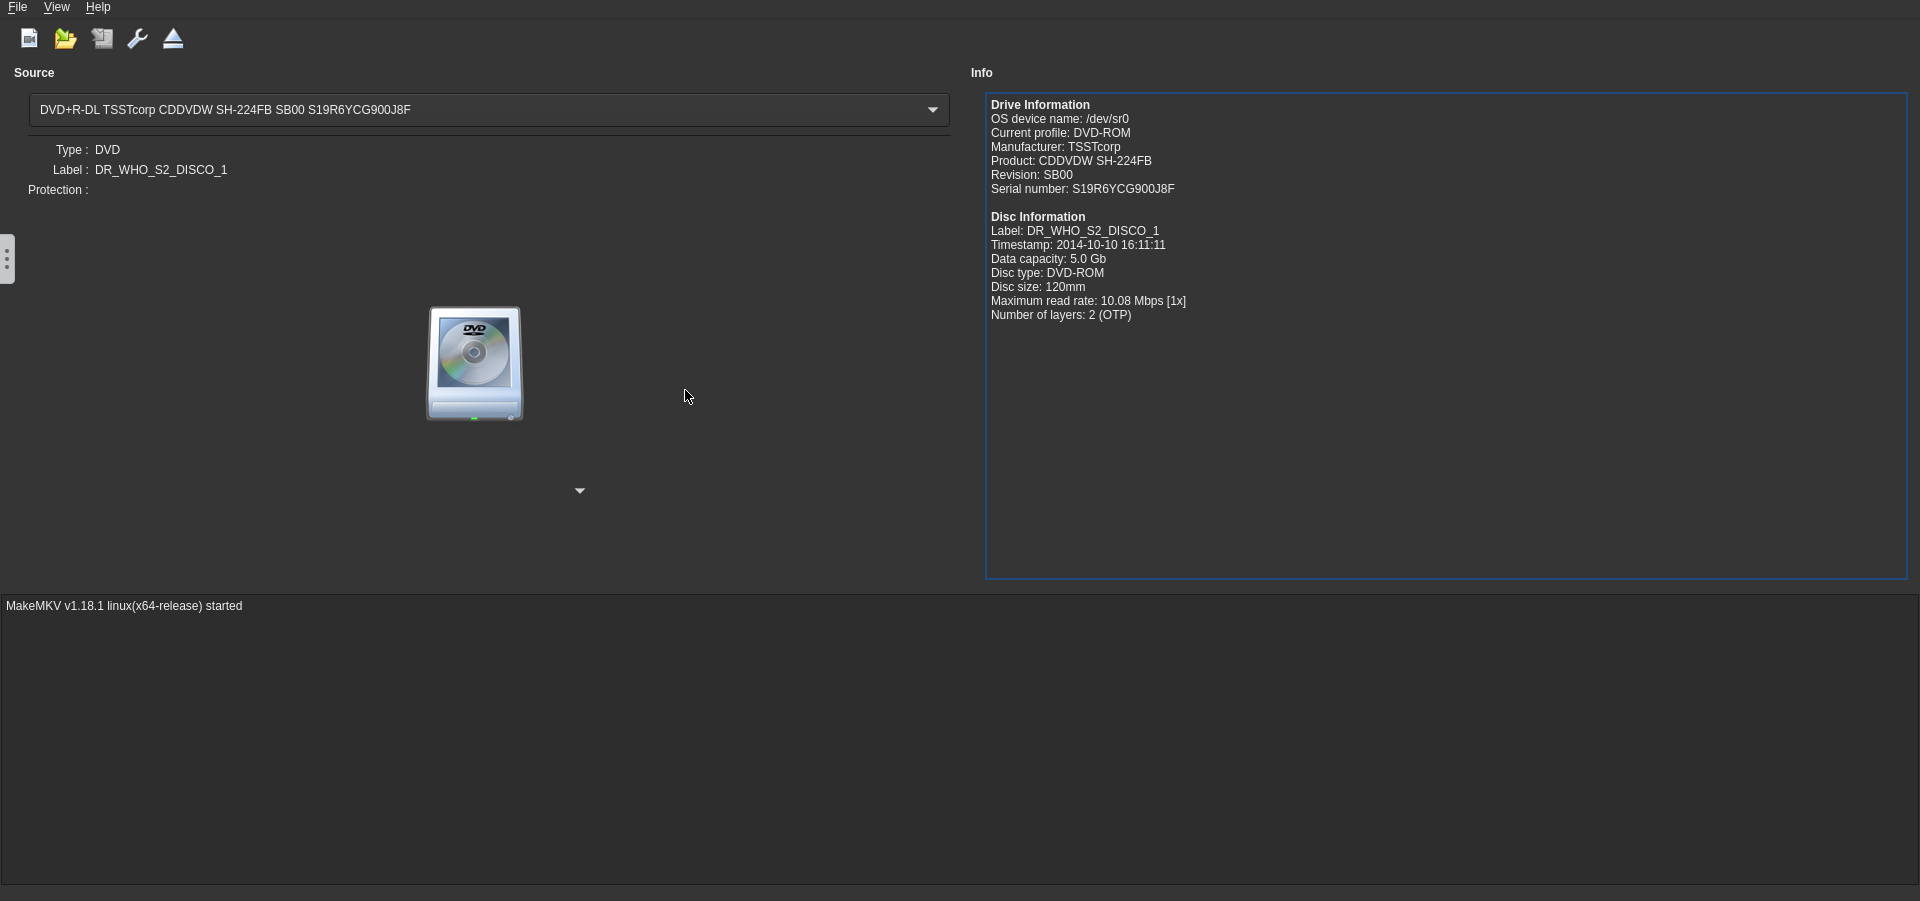 File View Help
Source
DVD+R-DL TSSTcorp CDDVDW SH-224FB SB00 S19R6YCG900J8F
Type : DVD
Label : DR_WHO_S2_DISCO_1
Protection :
DVD
Info
Drive Information
OS device name: /dev/sr0
Current profile: DVD-ROM
Manufacturer: TSSTcorp
Product: CDDVDW SH-224FB
Revision: SB00
Serial number: S19R6YCG900J8F
Disc Information
Label: DR_WHO_S2_DISCO_1
Timestamp: 2014-10-10 16:11:11
Data capacity: 5.0 Gb
Disc type: DVD-ROM
Disc size: 120mm
Maximum read rate: 10.08 Mbps [1x]
Number of layers: 2 (OTP)
MakeMKV v1.18.1 linux(x64-release) started